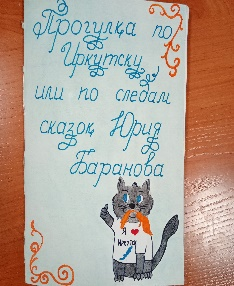 Прогулка по
Иркутску
или по следам
сказок Юрия
Баранова
Я ❤